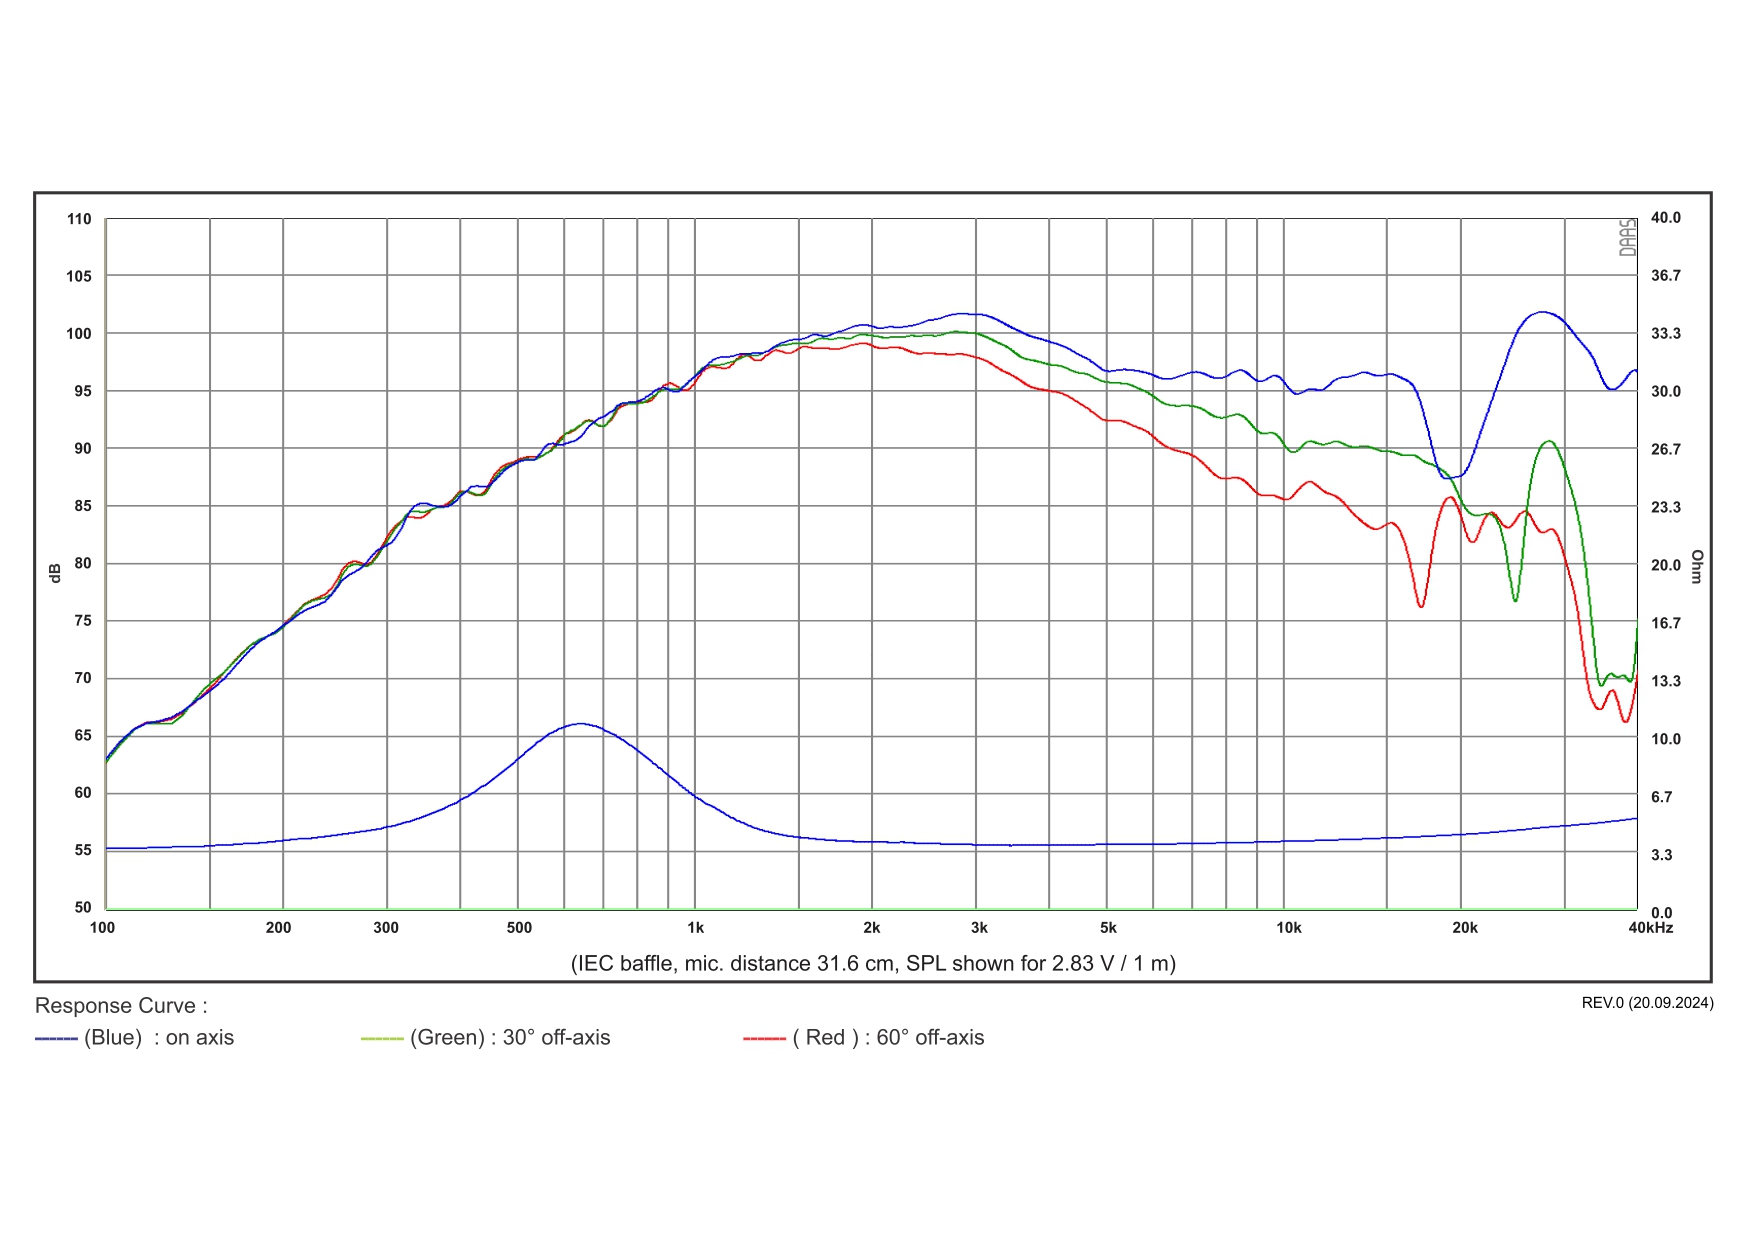 110 40.0
DAAS
105 36.7
100 33.3
95 30.0
90 26.7
85 23.3
80 20.0
dB Ohm
75 16.7
70 13.3
65 10.0
60 6.7
55 3.3
50 0.0
100 200 300 500 1k 2k 3k 5k 10k 20k 40kHz
(IEC baffle, mic. distance 31.6 cm, SPL shown for 2.83 V / 1 m)
Response Curve :
REV.0 (20.09.2024)
(Blue) : on axis (Green) : 30° off-axis ( Red ) : 60° off-axis